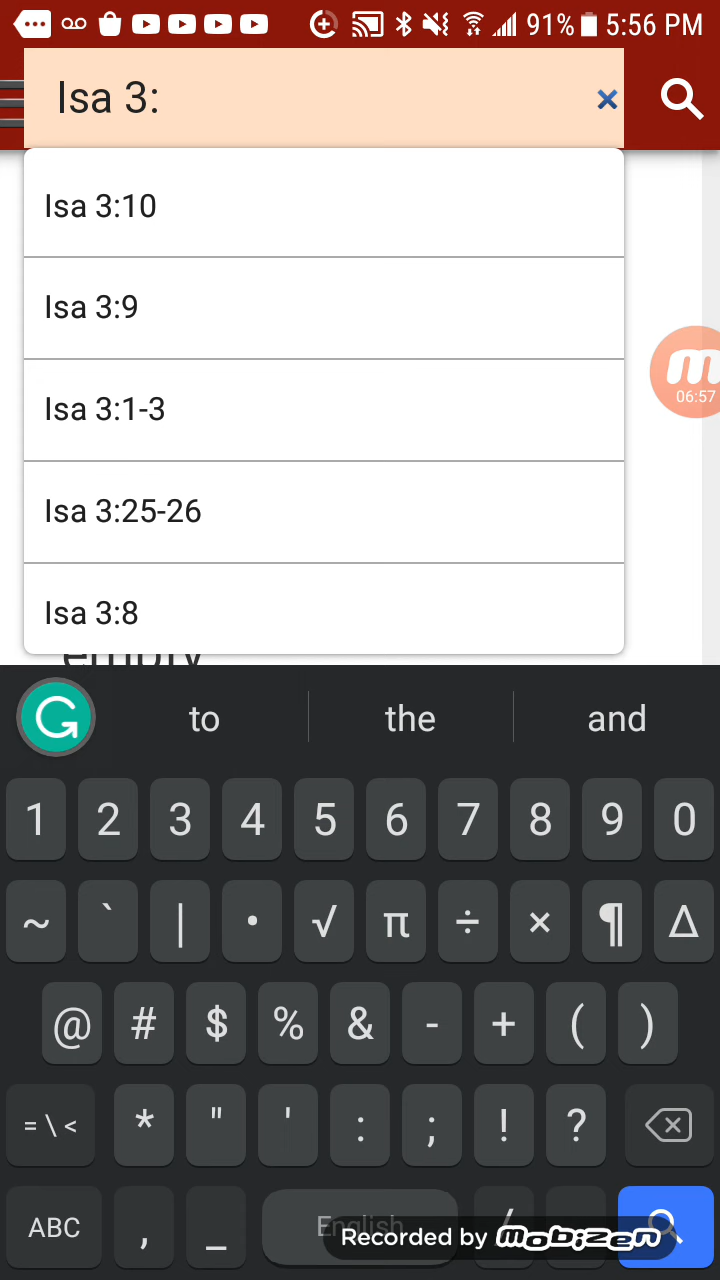 91% 5:56 PM
Isa 3:
Isa 3:10
Isa 3:9
Isa 3:1-3
06:57
Isa 3:25-26
Isa 3:8
empty
to the and
1 2 3 4 5 6 7 8 9 0
~ ` | • √ π ÷ × ¶ Δ
@ # $ % & - + ( )
= \ < * " ' : ; ! ?
ABC , _ English /
Recorded by mobizen